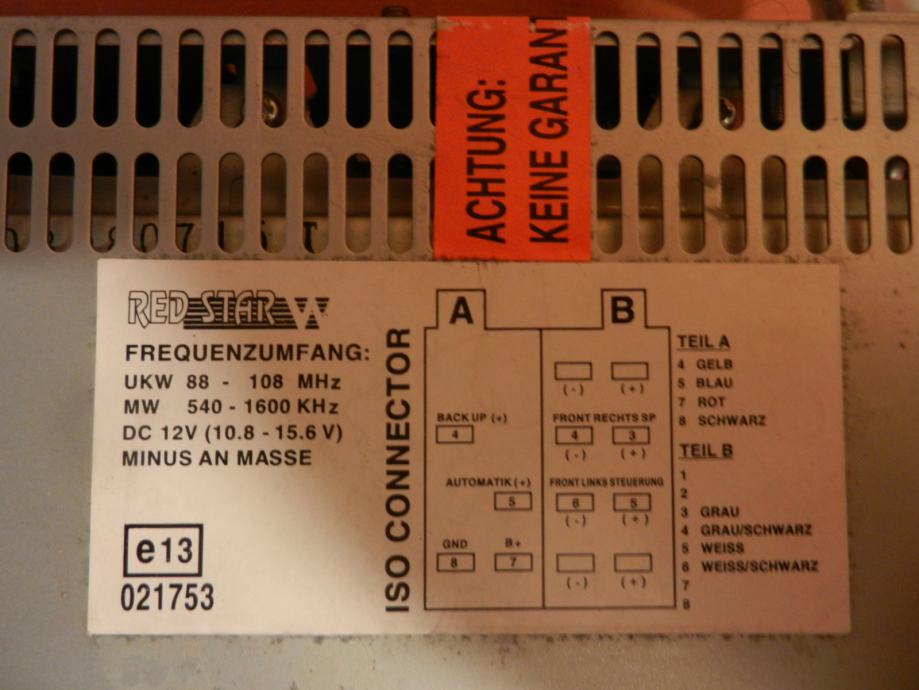 ACHTUNG:
KEINE GARANT
RED STAR
FREQUENZUMFANG:
UKW 88 - 108 MHz
MW 540 - 1600 KHz
DC 12V (10.8 - 15.6 V)
MINUS AN MASSE
e13
021753
ISO CONNECTOR
A
B
(-) (+)
BACK UP (+)
4
FRONT RECHTS SP
4 3
(-) (+)
AUTOMATIK (+)
5
FRONT LINKS STEUERUNG
6 5
(-) (+)
GND B+
8 7
(-) (+)
TEIL A
4 GELB
5 BLAU
7 ROT
8 SCHWARZ
TEIL B
1
2
3 GRAU
4 GRAU/SCHWARZ
5 WEISS
6 WEISS/SCHWARZ
7
8